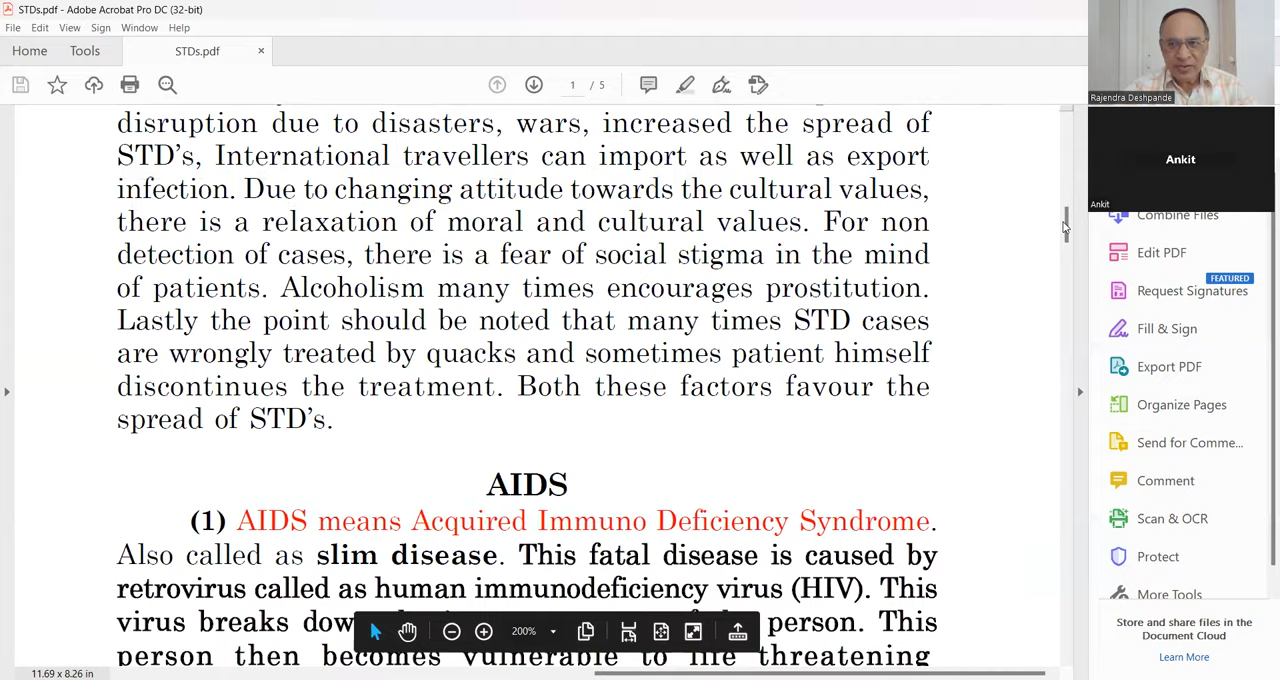 STDs.pdf - Adobe Acrobat Pro DC (32-bit)
File Edit View Sign Window Help
Home Tools STDs.pdf ×
1 / 5
disruption due to disasters, wars, increased the spread of
STD's, International travellers can import as well as export
infection. Due to changing attitude towards the cultural values,
there is a relaxation of moral and cultural values. For non
detection of cases, there is a fear of social stigma in the mind
of patients. Alcoholism many times encourages prostitution.
Lastly the point should be noted that many times STD cases
are wrongly treated by quacks and sometimes patient himself
discontinues the treatment. Both these factors favour the
spread of STD's.
AIDS
(1) AIDS means Acquired Immuno Deficiency Syndrome.
Also called as slim disease. This fatal disease is caused by
retrovirus called as human immunodeficiency virus (HIV). This
virus breaks person. This
person then becomes vulnerable to life threatening
200%
11.69 x 8.26 in
Rajendra Deshpande
Ankit
Ankit
Combine Files
Edit PDF
FEATURED
Request Signatures
Fill & Sign
Export PDF
Organize Pages
Send for Comme...
Comment
Scan & OCR
Protect
More Tools
Store and share files in the
Document Cloud
Learn More